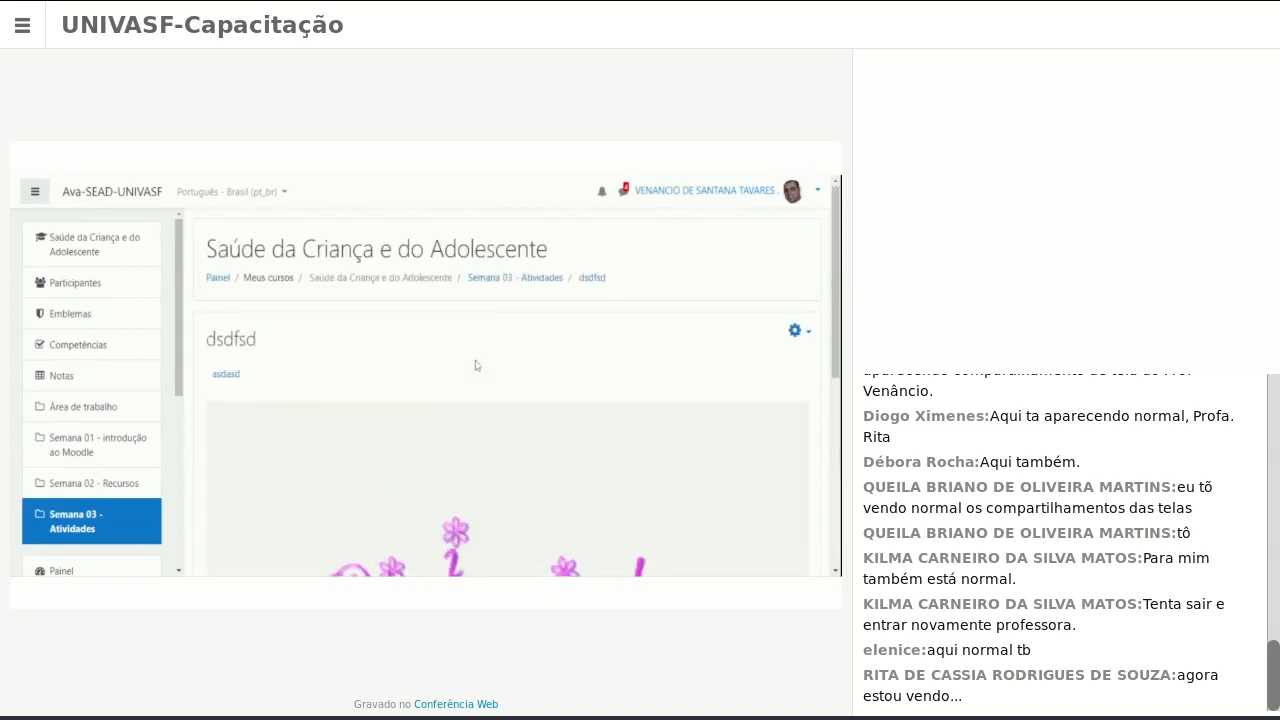 UNIVASF-Capacitação
Ava-SEAD-UNIVASF
Português - Brasil (pt_br)
4
VENANCIO DE SANTANA TAVARES .
Saúde da Criança e do
Adolescente
Participantes
Emblemas
Competências
Notas
Área de trabalho
Semana 01 - introdução
ao Moodle
Semana 02 - Recursos
Semana 03 -
Atividades
Painel
Saúde da Criança e do Adolescente
Painel / Meus cursos / Saúde da Criança e do Adolescente / Semana 03 - Atividades / dsdfsd
dsdfsd
asdasd
Venâncio.
Diogo Ximenes:Aqui ta aparecendo normal, Profa.
Rita
Débora Rocha:Aqui também.
QUEILA BRIANO DE OLIVEIRA MARTINS:eu tõ
vendo normal os compartilhamentos das telas
QUEILA BRIANO DE OLIVEIRA MARTINS:tô
KILMA CARNEIRO DA SILVA MATOS:Para mim
também está normal.
KILMA CARNEIRO DA SILVA MATOS:Tenta sair e
entrar novamente professora.
elenice:aqui normal tb
RITA DE CASSIA RODRIGUES DE SOUZA:agora
estou vendo...
Gravado no Conferência Web